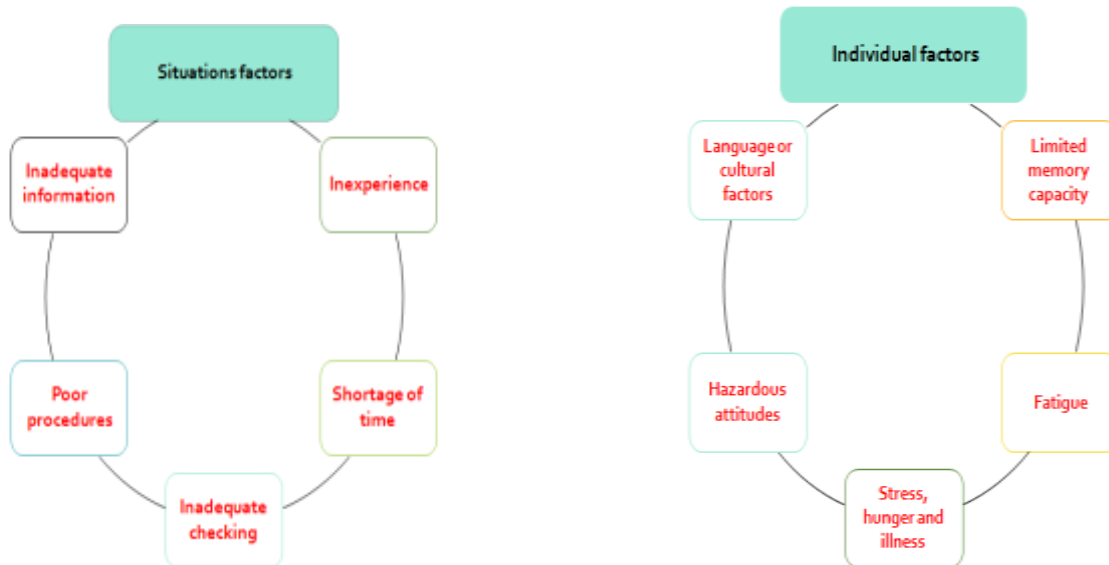 Situations factors
Inadequate
information
Inexperience
Poor
procedures
Shortage of
time
Inadequate
checking
Individual factors
Language or
cultural
factors
Limited
memory
capacity
Hazardous
attitudes
Fatigue
Stress,
hunger and
illness